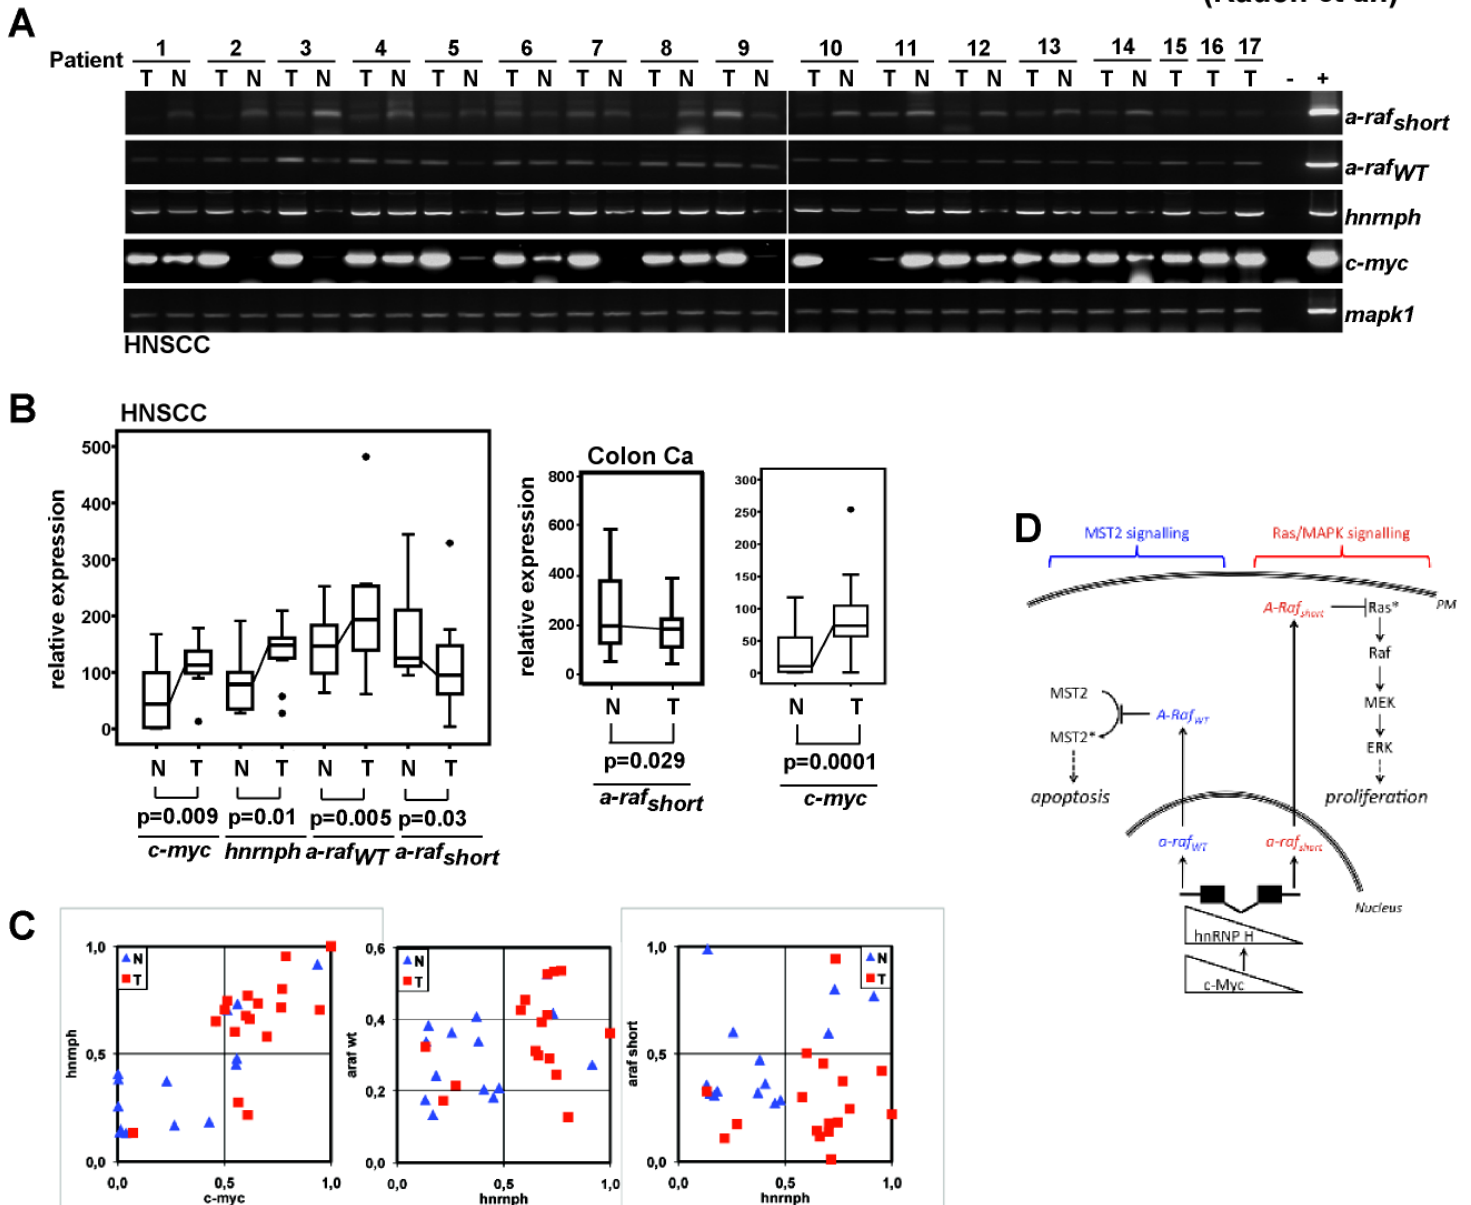 A
Patient 1 2 3 4 5 6 7 8 9 10 11 12 13 14 15 16 17
T N T N T N T N T N T N T N T N T N T N T N T N T N T N T T T - +
a-raf short
a-raf WT
hnrnph
c-myc
mapk1
HNSCC
B
HNSCC
relative expression
500
400
300
200
100
0
N T N T N T N T
p=0.009 p=0.01 p=0.005 p=0.03
c-myc hnrnph a-raf WT a-raf short
Colon Ca
relative expression
800
600
400
200
0
N T
p=0.029
a-raf short
300
250
200
150
100
50
0
N T
p=0.0001
c-myc
C
N
T
hnrnph
1,0
0,5
0,0
0,0 0,5 1,0
c-myc
N
T
araf wt
0,6
0,4
0,2
0,0
0,0 0,5 1,0
hnrnph
N
T
araf short
1,0
0,5
0,0
0,0 0,5 1,0
hnrnph
D
MST2 signalling Ras/MAPK signalling
A-Raf short Ras* PM
Raf
MST2 MEK
A-Raf WT
MST2* ERK
apoptosis proliferation
a-raf WT a-raf short
Nucleus
hnRNP H
c-Myc